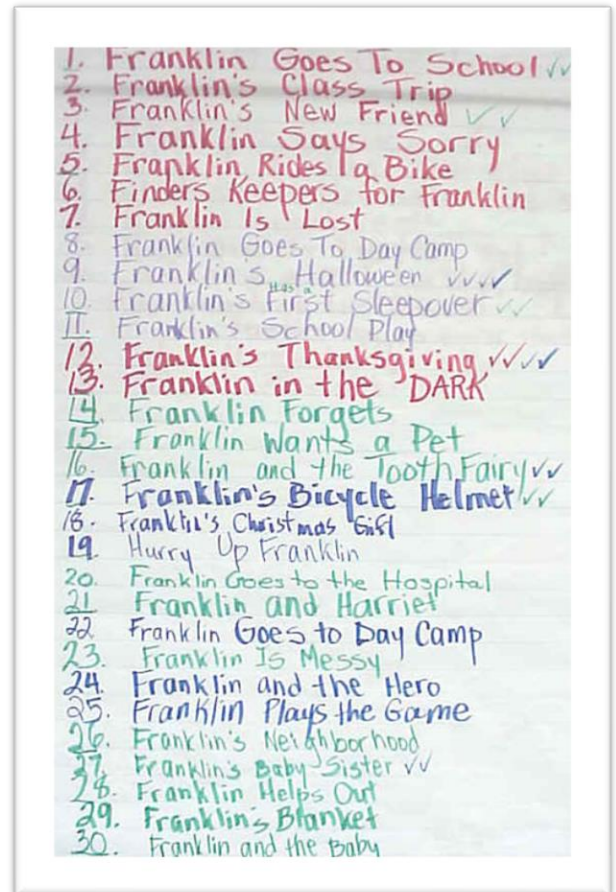 1. Franklin Goes To School ✓✓
2. Franklin's Class Trip
3. Franklin's New Friend ✓ ✓
4. Franklin Says Sorry
5. Franklin Rides a Bike
6. Finders Keepers for Franklin
7. Franklin Is Lost
8. Franklin Goes To Day Camp
9. Franklin's Halloween ✓✓✓✓
Has a
10. Franklin's First Sleepover ✓✓
11. Franklin's School Play
12. Franklin's Thanksgiving ✓✓✓✓
13. Franklin in the DARK
14. Franklin Forgets
15. Franklin Wants a Pet
16. Franklin and the Tooth Fairy ✓✓
17. Franklin's Bicycle Helmet ✓✓
18. Franklin's Christmas Gift
19. Hurry Up Franklin
20. Franklin Goes to the Hospital
21 Franklin and Harriet
22 Franklin Goes to Day Camp
23. Franklin Is Messy
24. Franklin and the Hero
25. Franklin Plays the Game
26. Franklin's Neighborhood
27. Franklin's Baby Sister ✓✓
28. Franklin Helps Out
29. Franklin's Blanket
30. Franklin and the Baby